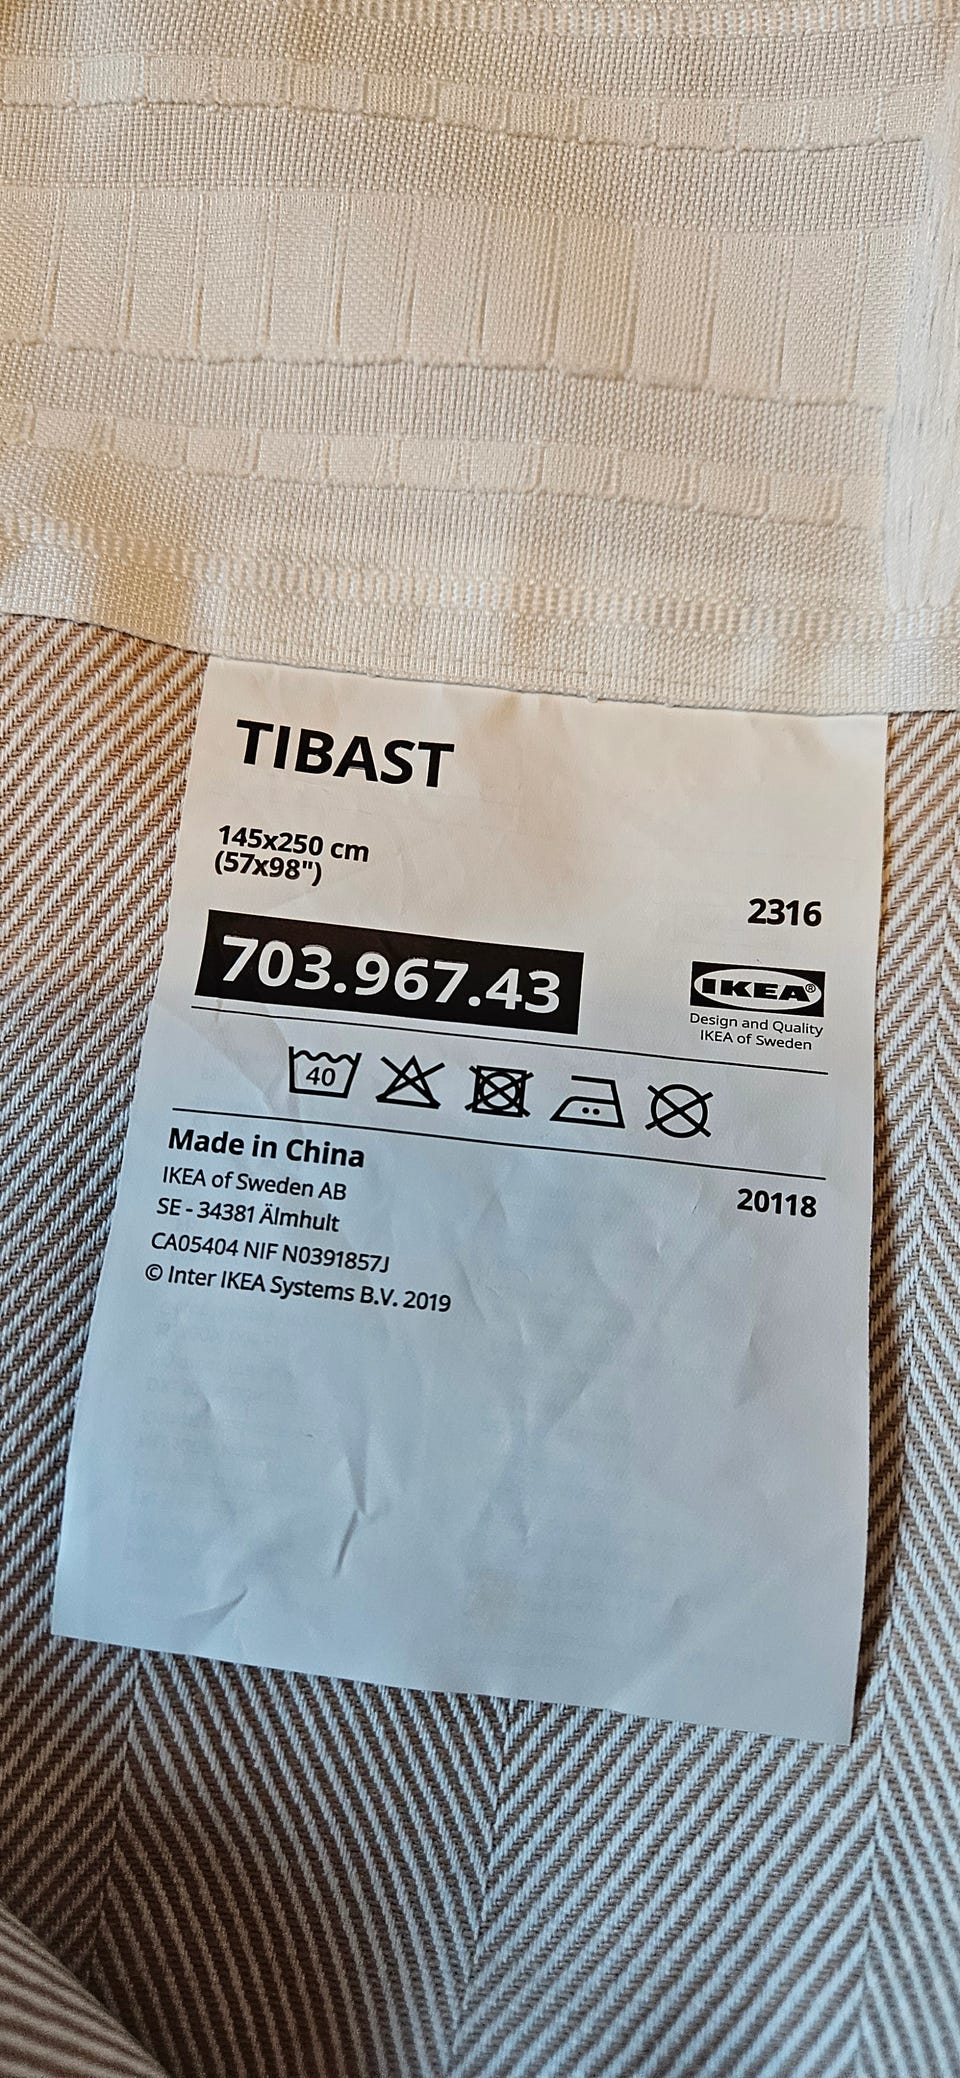 TIBAST
145x250 cm
(57x98")
2316
703.967.43
IKEA®
Design and Quality
IKEA of Sweden
40
Made in China
20118
IKEA of Sweden AB
SE - 34381 Älmhult
CA05404 NIF N0391857J
© Inter IKEA Systems B.V. 2019